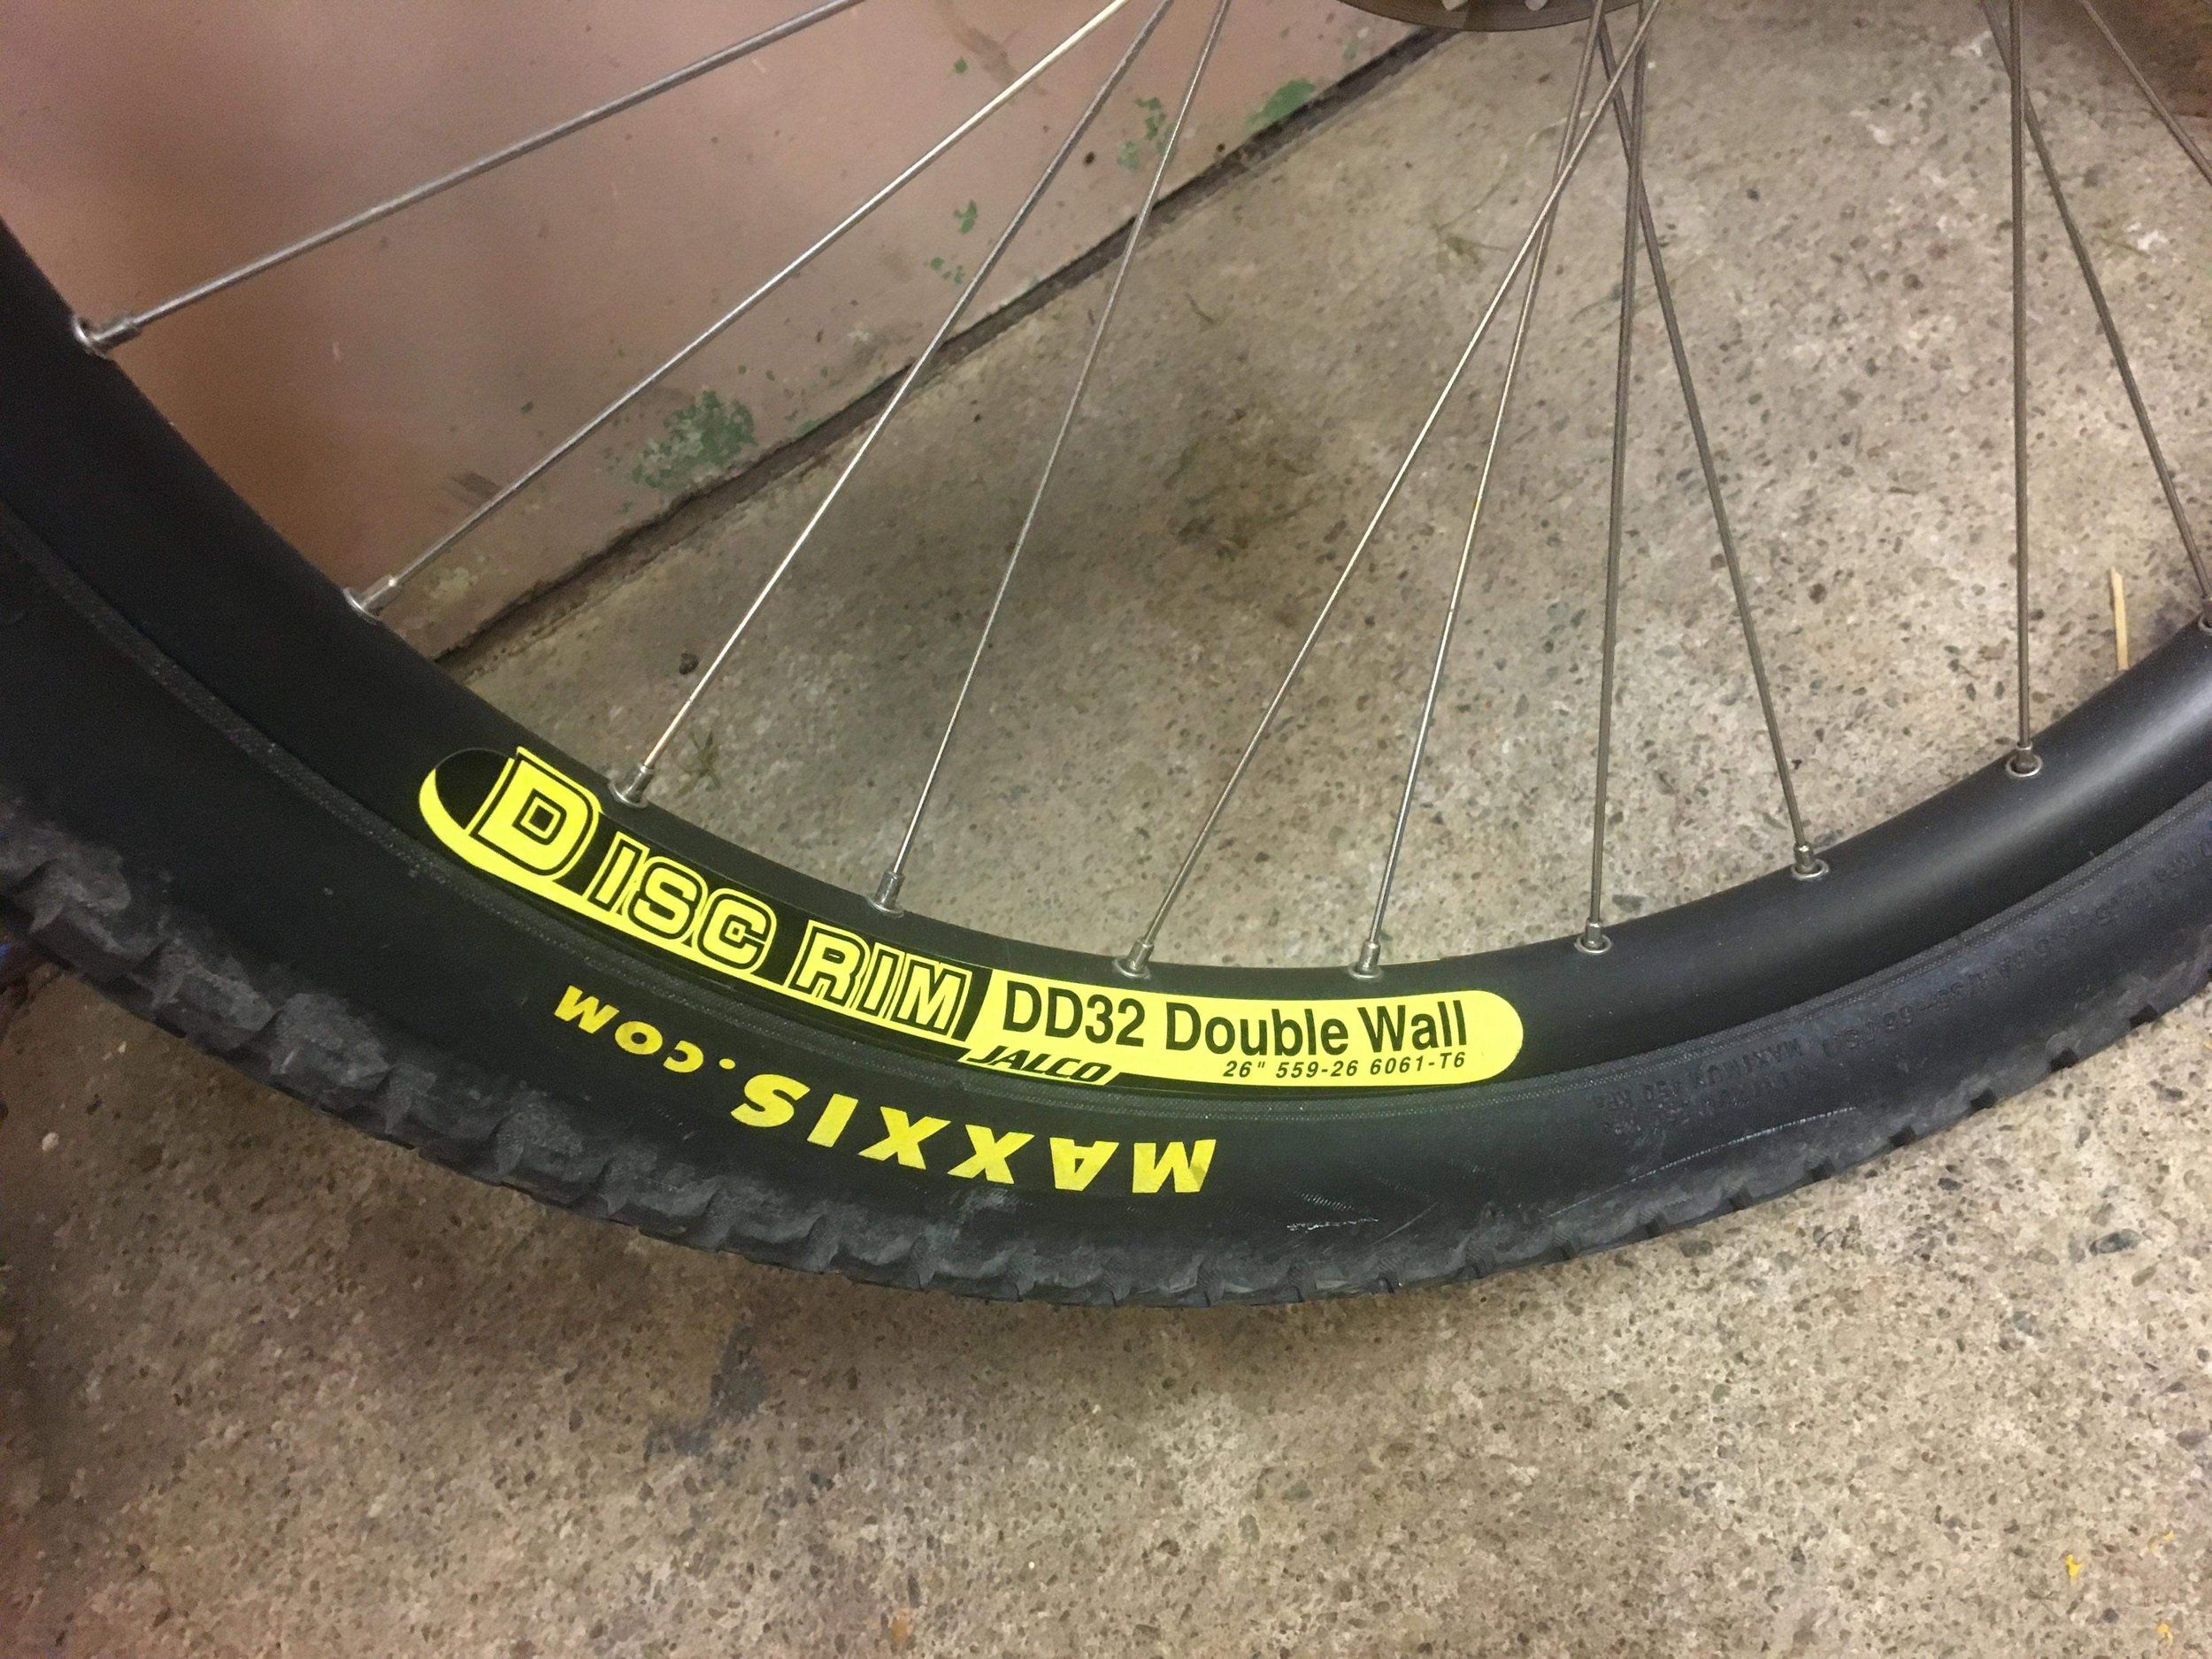 DISC RIM DD32 Double Wall
JALCO 26" 559-26 6061-T6
MAXXIS.COM